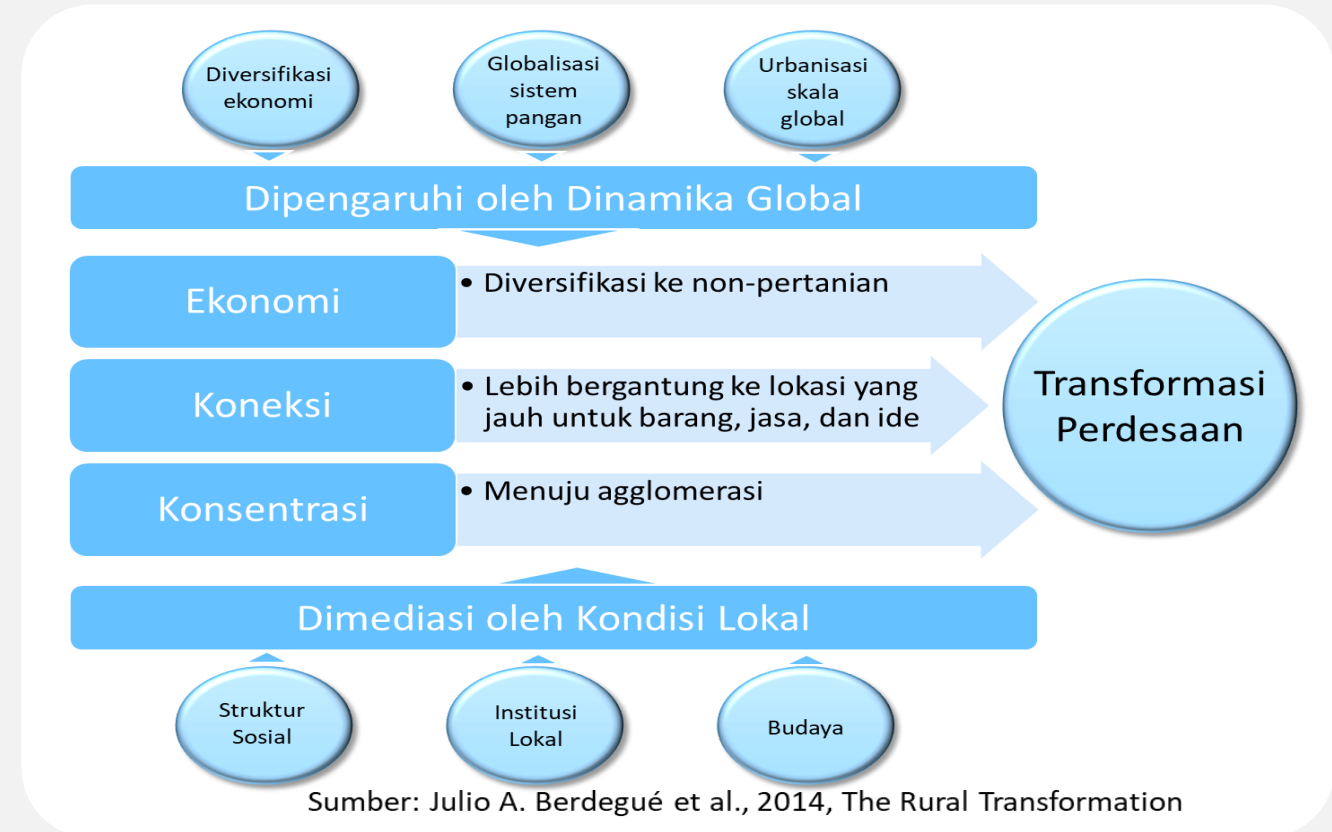 Diversifikasi
ekonomi
Globalisasi
sistem
pangan
Urbanisasi
skala
global
Dipengaruhi oleh Dinamika Global
Ekonomi
• Diversifikasi ke non-pertanian
Koneksi
• Lebih bergantung ke lokasi yang
jauh untuk barang, jasa, dan ide
Konsentrasi
• Menuju agglomerasi
Transformasi
Perdesaan
Dimediasi oleh Kondisi Lokal
Struktur
Sosial
Institusi
Lokal
Budaya
Sumber: Julio A. Berdegué et al., 2014, The Rural Transformation